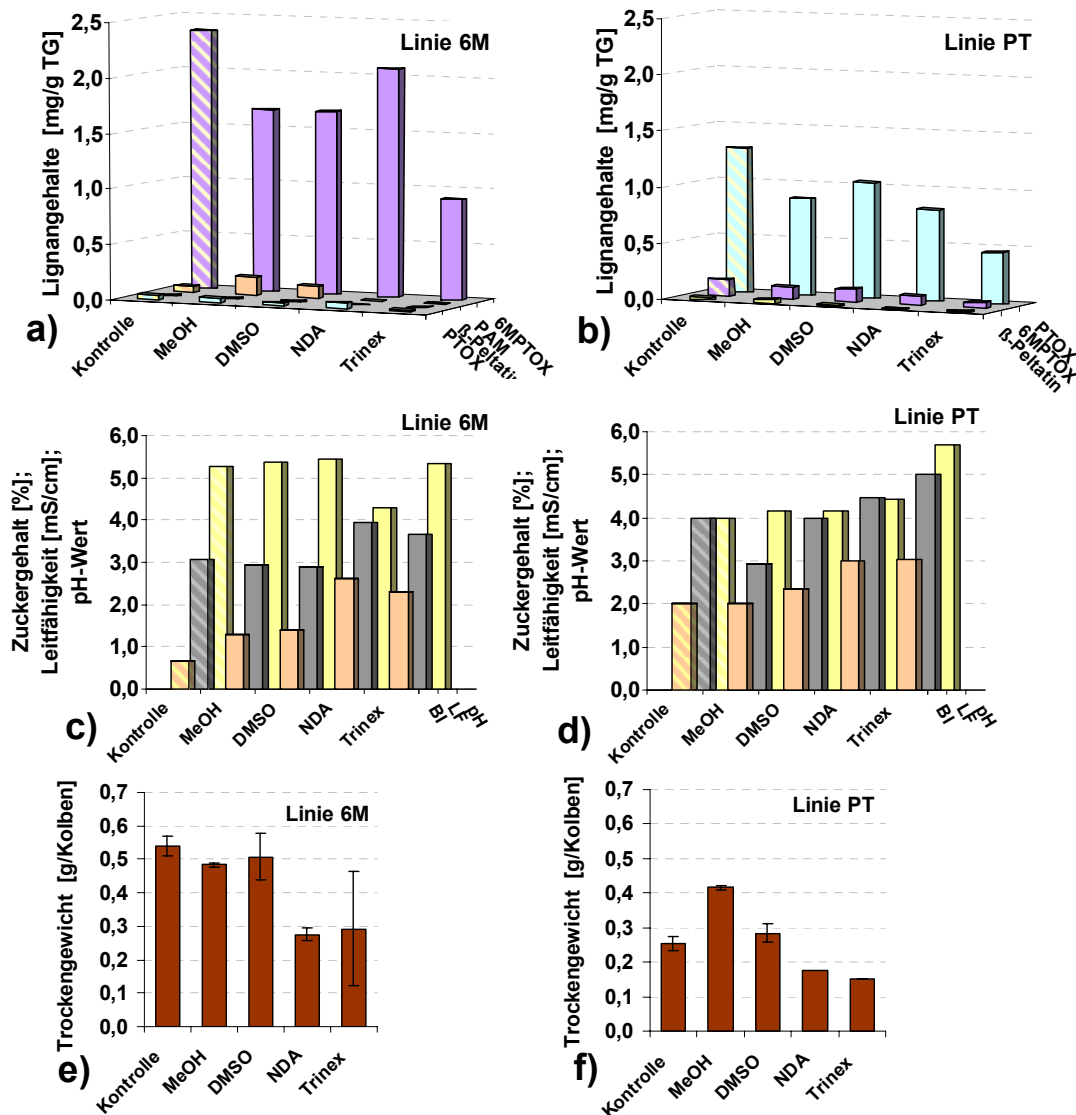 Lignangehalte [mg/g TG]
2,5
2,0
1,5
1,0
0,5
0,0
Linie 6M
Kontrolle
MeOH
DMSO
NDA
Trinex
6MPTOX
PAM
ß-Peltatin
PTOX
a)
Lignangehalte [mg/g TG]
2,5
2,0
1,5
1,0
0,5
0,0
Linie PT
Kontrolle
MeOH
DMSO
NDA
Trinex
PTOX
6MPTOX
ß-Peltatin
b)
Zuckergehalt [%];
Leitfähigkeit [mS/cm];
pH-Wert
6,0
5,0
4,0
3,0
2,0
1,0
0,0
Linie 6M
Kontrolle
MeOH
DMSO
NDA
Trinex
BI
LF
pH
c)
Zuckergehalt [%];
Leitfähigkeit [mS/cm];
pH-Wert
6,0
5,0
4,0
3,0
2,0
1,0
0,0
Linie PT
Kontrolle
MeOH
DMSO
NDA
Trinex
BI
LF
pH
d)
Trockengewicht [g/Kolben]
0,7
0,6
0,5
0,4
0,3
0,2
0,1
0,0
Linie 6M
Kontrolle
MeOH
DMSO
NDA
Trinex
e)
Trockengewicht [g/Kolben]
0,7
0,6
0,5
0,4
0,3
0,2
0,1
0,0
Linie PT
Kontrolle
MeOH
DMSO
NDA
Trinex
f)